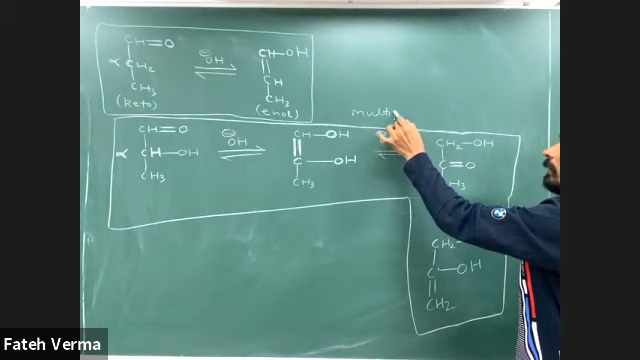 CH=O
α CH₂
CH₃
(keto)
⊖
OH
CH-OH
CH
CH₃
(enol)
multi
CH=O
α CH-OH
CH₃
⊖
OH
CH-OH
C-OH
CH₃
CH₂-OH
C=O
CH₂-
C-OH
CH₂
Fateh Verma